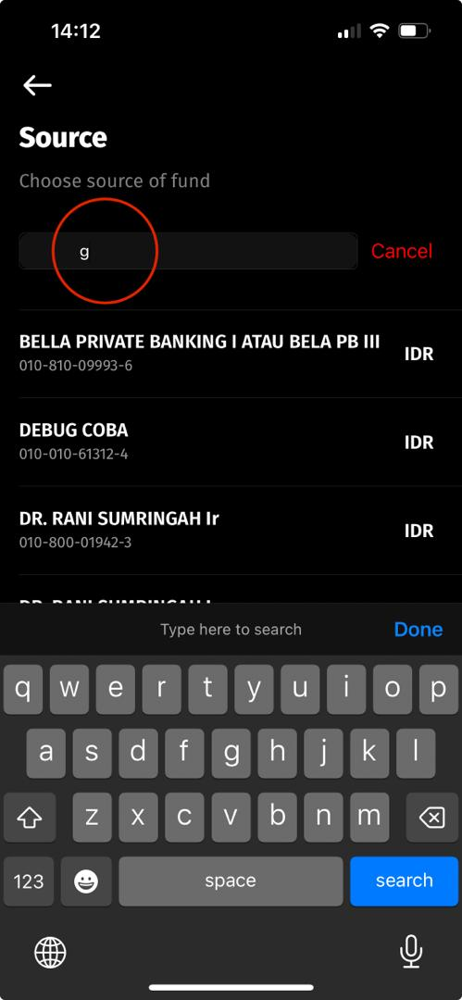 14:12
Source
Choose source of fund
g
Cancel
BELLA PRIVATE BANKING I ATAU BELA PB III
010-810-09993-6
IDR
DEBUG COBA
010-010-61312-4
IDR
DR. RANI SUMRINGAH Ir
010-800-01942-3
IDR
Type here to search
Done
q w e r t y u i o p
a s d f g h j k l
z x c v b n m
123
space
search